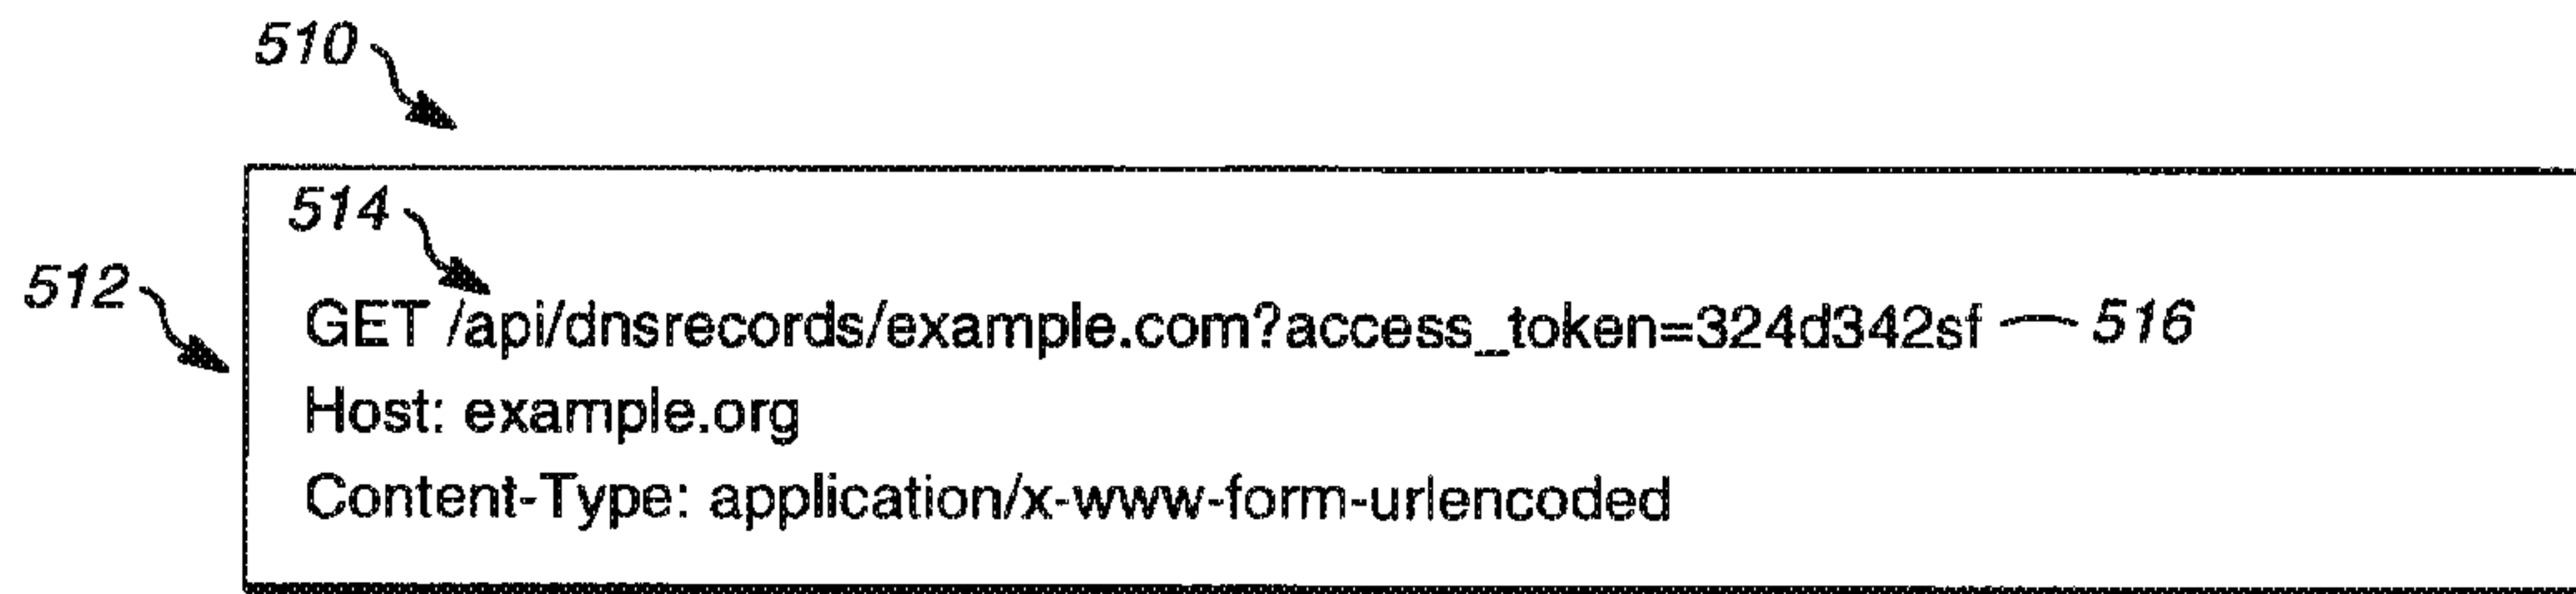 510
514
512
GET /api/dnsrecords/example.com?access_token=324d342sf — 516
Host: example.org
Content-Type: application/x-www-form-urlencoded